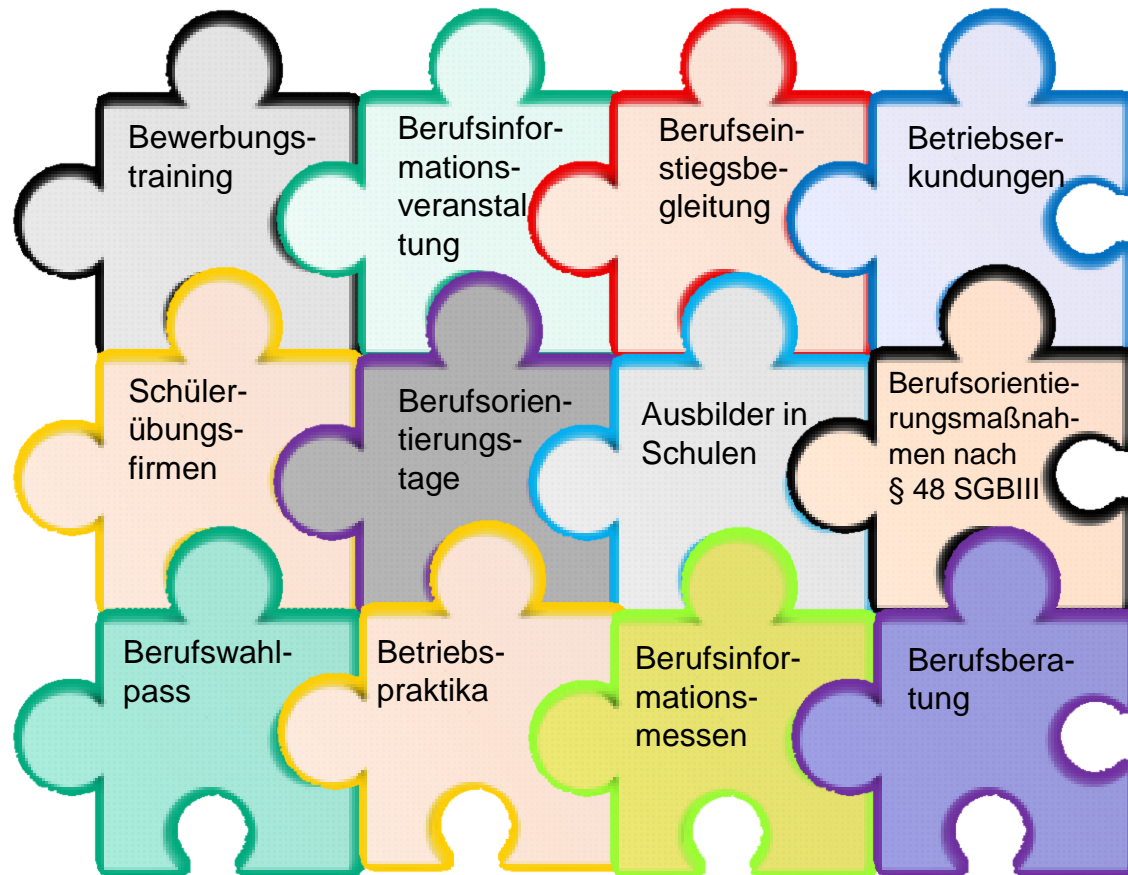 Bewerbungs-
training
Berufsinfor-
mations-
veranstal
tung
Berufsein-
stiegsbe-
gleitung
Betriebser-
kundungen
Schüler-
übungs-
firmen
Berufsorien-
tierungs-
tage
Ausbilder in
Schulen
Berufsorientie-
rungsmaßnah-
men nach
§ 48 SGBIII
Berufswahl-
pass
Betriebs-
praktika
Berufsinfor-
mations-
messen
Berufsbera-
tung